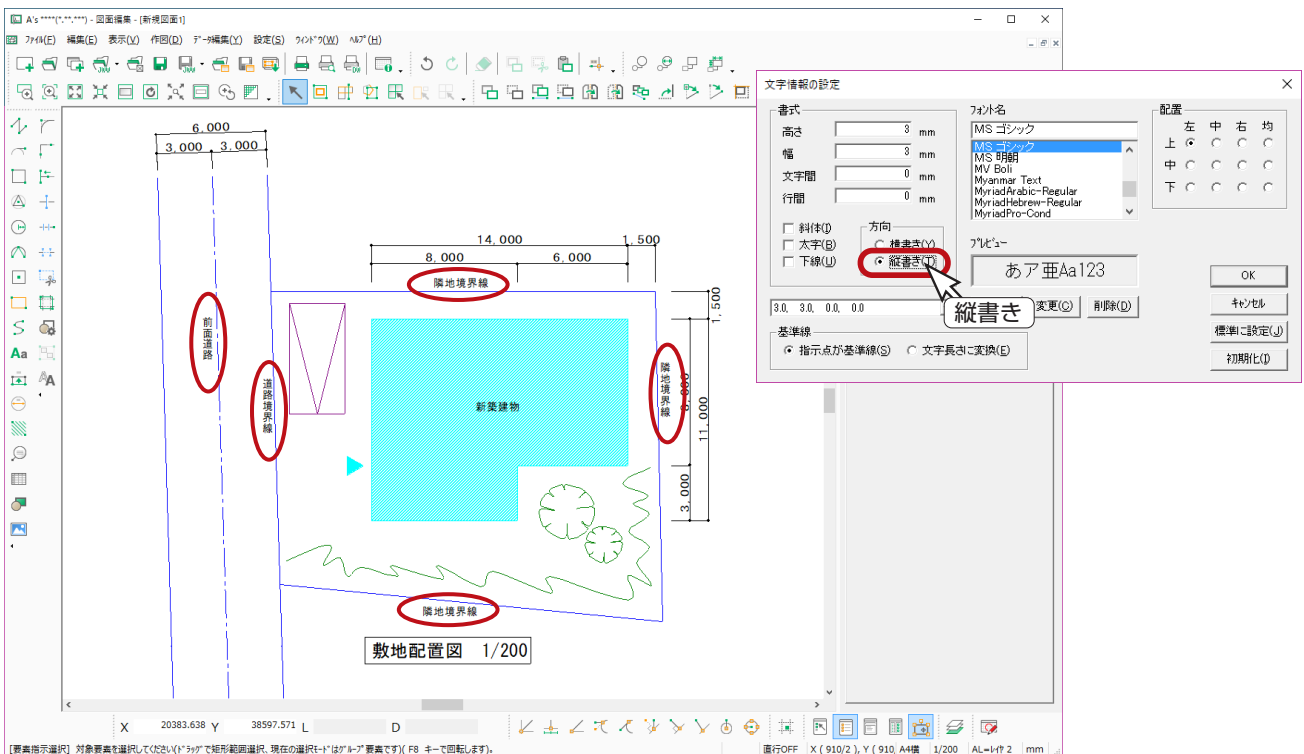 A's ****(*.**.***) - 図面編集 - [新規図面1]
ﾌｧｲﾙ(F) 編集(E) 表示(V) 作図(D) ﾃﾞｰﾀ編集(Y) 設定(S) ｳｨﾝﾄﾞｳ(W) ﾍﾙﾌﾟ(H)
JWW
JWW
Aa
AA
6,000
3,000 3,000
14,000 1,500
8,000 6,000
隣地境界線
1,500
前面道路
道路境界線
新築建物
隣地境界線
11,000
3,000
隣地境界線
敷地配置図 1/200
文字情報の設定
書式
高さ 3 mm
幅 3 mm
文字間 0 mm
行間 0 mm
斜体(I)
太字(B)
下線(U)
方向
横書き(Y)
縦書き(T)
縦書き
ﾌｫﾝﾄ名
MS ゴシック
MS ゴシック
MS 明朝
MV Boli
Myanmar Text
MyriadArabic-Regular
MyriadHebrew-Regular
MyriadPro-Cond
ﾌﾟﾚﾋﾞｭｰ
あア亜Aa123
配置
左 中 右 均
上
中
下
3.0, 3.0, 0.0, 0.0
変更(C) 削除(D)
基準線
指示点が基準線(S) 文字長さに変換(E)
OK
ｷｬﾝｾﾙ
標準に設定(J)
初期化(I)
X 20383.638 Y 38597.571 L D
[要素指示選択] 対象要素を選択してください(ﾄﾞﾗｯｸﾞで矩形範囲選択、現在の選択ﾓｰﾄﾞはｸﾞﾙｰﾌﾟ要素です)( F8 キーで回転します)。
直行OFF X ( 910/2 ), Y ( 910, A4横 1/200 AL=ﾚｲﾔ 2 mm